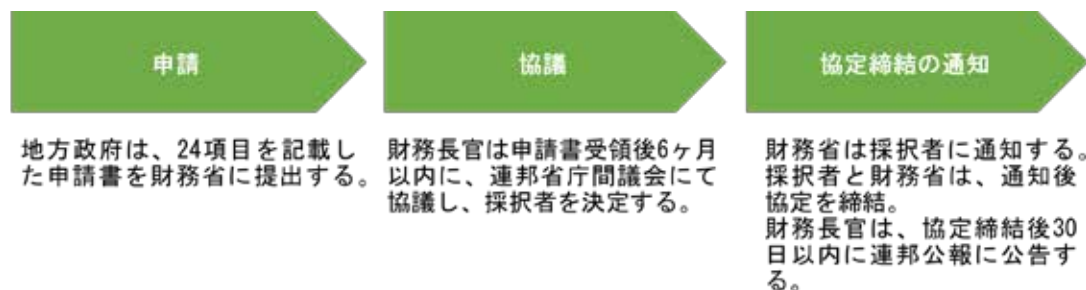 申請
地方政府は、24項目を記載し
た申請書を財務省に提出する。
協議
財務長官は申請書受領後6ヶ月
以内に、連邦省庁間議会にて
協議し、採択者を決定する。
協定締結の通知
財務省は採択者に通知する。
採択者と財務省は、通知後
協定を締結。
財務長官は、協定締結後30
日以内に連邦公報に公告す
る。